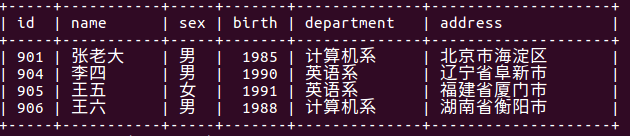 | id | name | sex | birth | department | address |
| 901 | 张老大 | 男 | 1985 | 计算机系 | 北京市海淀区 |
| 904 | 李四 | 男 | 1990 | 英语系 | 辽宁省阜新市 |
| 905 | 王五 | 女 | 1991 | 英语系 | 福建省厦门市 |
| 906 | 王六 | 男 | 1988 | 计算机系 | 湖南省衡阳市 |